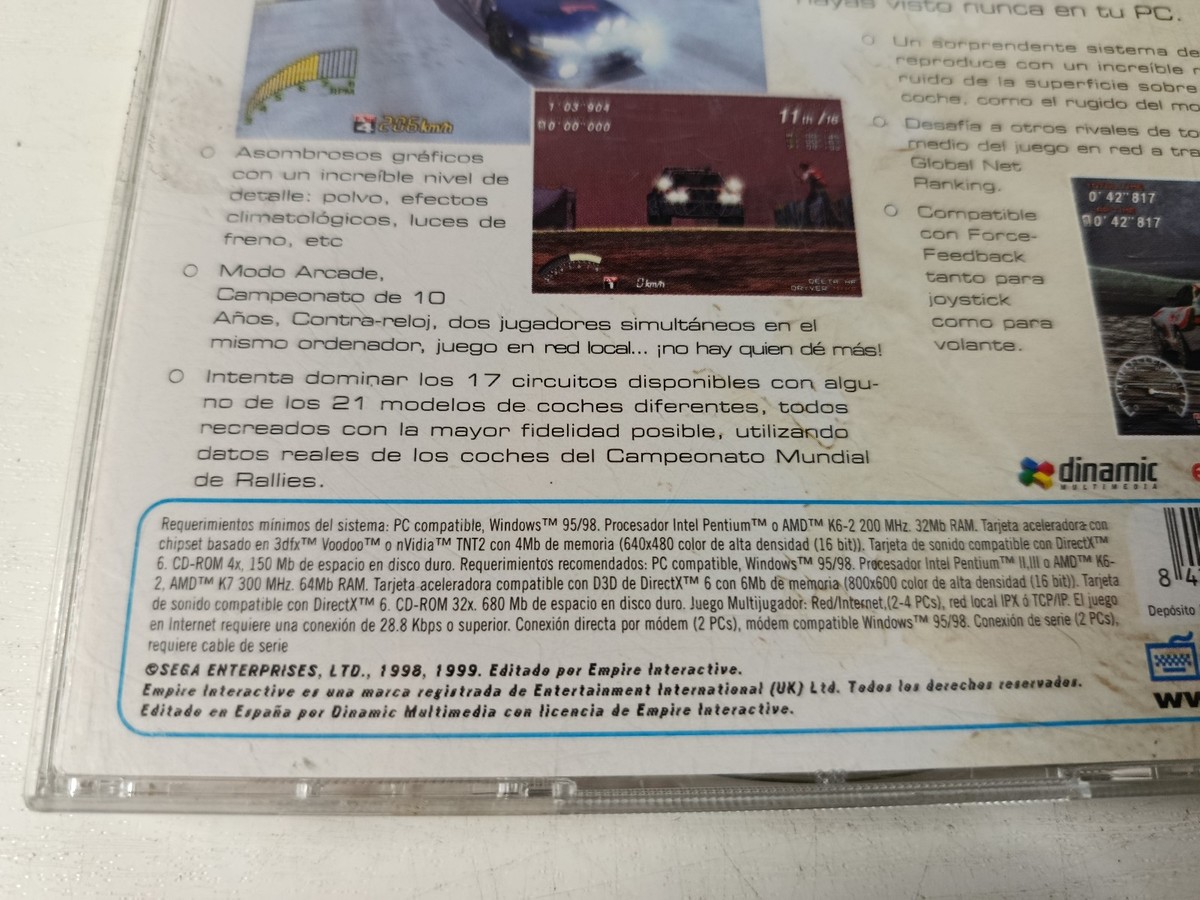 hayas visto nunca en tu PC.
4 206 km/h
1'03"904
0'00"000
11th/16
Asombrosos gráficos
con un increíble nivel de
detalle: polvo, efectos
climatológicos, luces de
freno, etc
1 0km/h
Modo Arcade,
Campeonato de 10
Años, Contra-reloj, dos jugadores simultáneos en el
mismo ordenador, juego en red local... ¡no hay quien dé más!
Intenta dominar los 17 circuitos disponibles con algu-
no de los 21 modelos de coches diferentes, todos
recreados con la mayor fidelidad posible, utilizando
datos reales de los coches del Campeonato Mundial
de Rallies.
Un sorprendente sistema de
reproduce con un increíble
ruido de la superficie sobre
coche, como el rugido del mo
Desafía a otros rivales de to
medio del juego en red a tra
Global Net
Ranking.
Compatible
con Force-
Feedback
tanto para
joystick
como para
volante.
0'42"817
0'42"817
dinamic
MULTIMEDIA
Requerimientos mínimos del sistema: PC compatible, Windows™ 95/98. Procesador Intel Pentium™ o AMD™ K6-2 200 MHz. 32Mb RAM. Tarjeta aceleradora con
chipset basado en 3dfx™ Voodoo™ o nVidia™ TNT2 con 4Mb de memoria (640x480 color de alta densidad (16 bit)). Tarjeta de sonido compatible con DirectX™
6. CD-ROM 4x, 150 Mb de espacio en disco duro. Requerimientos recomendados: PC compatible, Windows™ 95/98. Procesador Intel Pentium™ II,III o AMD™ K6-
2, AMD™ K7 300 MHz. 64Mb RAM. Tarjeta aceleradora compatible con D3D de DirectX™ 6 con 6Mb de memoria (800x600 color de alta densidad (16 bit)). Tarjeta
de sonido compatible con DirectX™ 6. CD-ROM 32x. 680 Mb de espacio en disco duro. Juego Multijugador: Red/Internet,(2-4 PCs), red local IPX ó TCP/IP. El juego
en Internet requiere una conexión de 28.8 Kbps o superior. Conexión directa por módem (2 PCs), módem compatible Windows™ 95/98. Conexión de serie (2 PCs),
requiere cable de serie
©SEGA ENTERPRISES, LTD., 1998, 1999. Editado por Empire Interactive.
Empire Interactive es una marca registrada de Entertainment International (UK) Ltd. Todos los derechos reservados.
Editado en España por Dinamic Multimedia con licencia de Empire Interactive.
8
Depósito